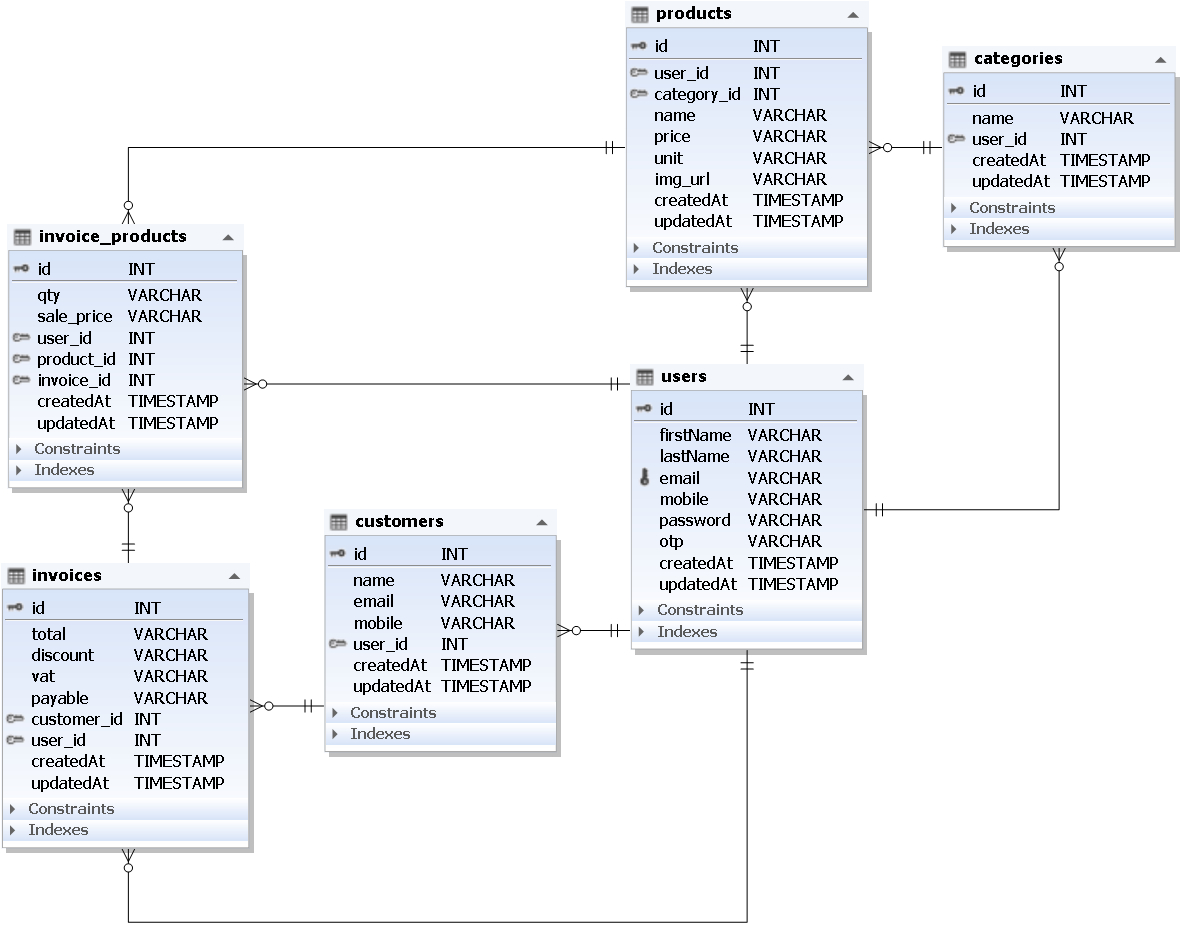 products
id INT
user_id INT
category_id INT
name VARCHAR
price VARCHAR
unit VARCHAR
img_url VARCHAR
createdAt TIMESTAMP
updatedAt TIMESTAMP
Constraints
Indexes
categories
id INT
name VARCHAR
user_id INT
createdAt TIMESTAMP
updatedAt TIMESTAMP
Constraints
Indexes
invoice_products
id INT
qty VARCHAR
sale_price VARCHAR
user_id INT
product_id INT
invoice_id INT
createdAt TIMESTAMP
updatedAt TIMESTAMP
Constraints
Indexes
users
id INT
firstName VARCHAR
lastName VARCHAR
email VARCHAR
mobile VARCHAR
password VARCHAR
otp VARCHAR
createdAt TIMESTAMP
updatedAt TIMESTAMP
Constraints
Indexes
customers
id INT
name VARCHAR
email VARCHAR
mobile VARCHAR
user_id INT
createdAt TIMESTAMP
updatedAt TIMESTAMP
Constraints
Indexes
invoices
id INT
total VARCHAR
discount VARCHAR
vat VARCHAR
payable VARCHAR
customer_id INT
user_id INT
createdAt TIMESTAMP
updatedAt TIMESTAMP
Constraints
Indexes